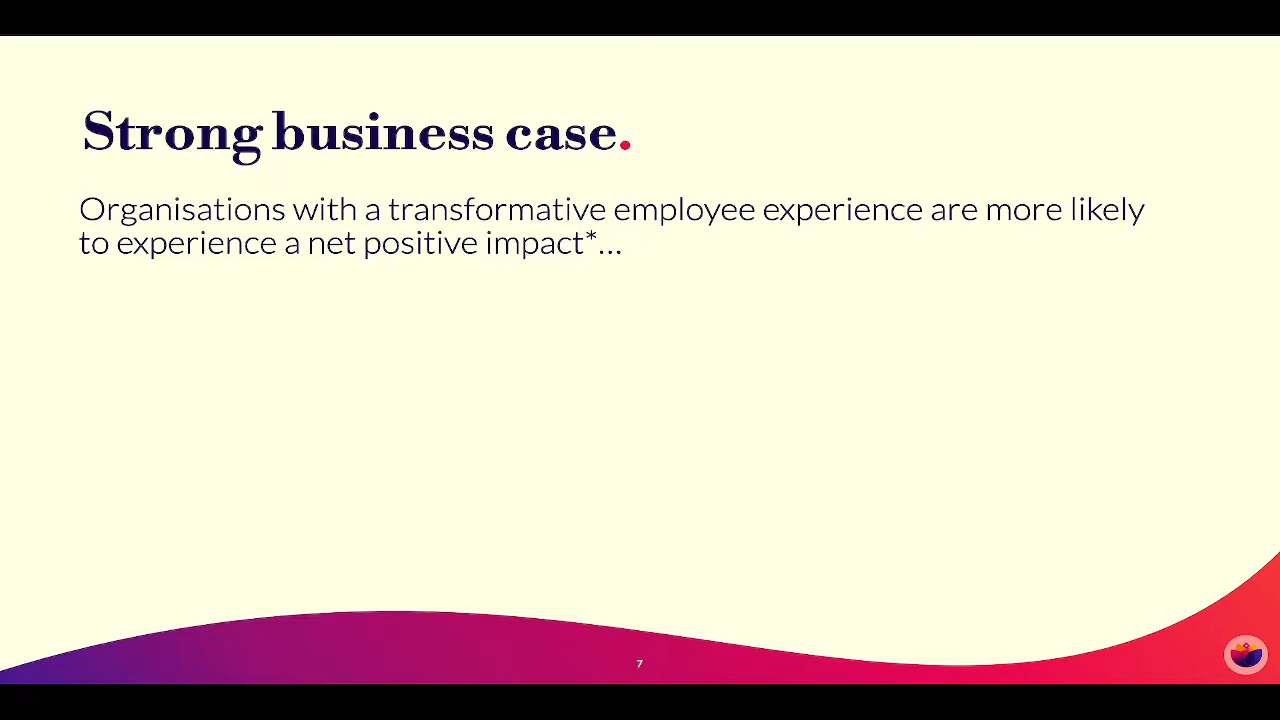 Strong business case.
Organisations with a transformative employee experience are more likely
to experience a net positive impact*...
7